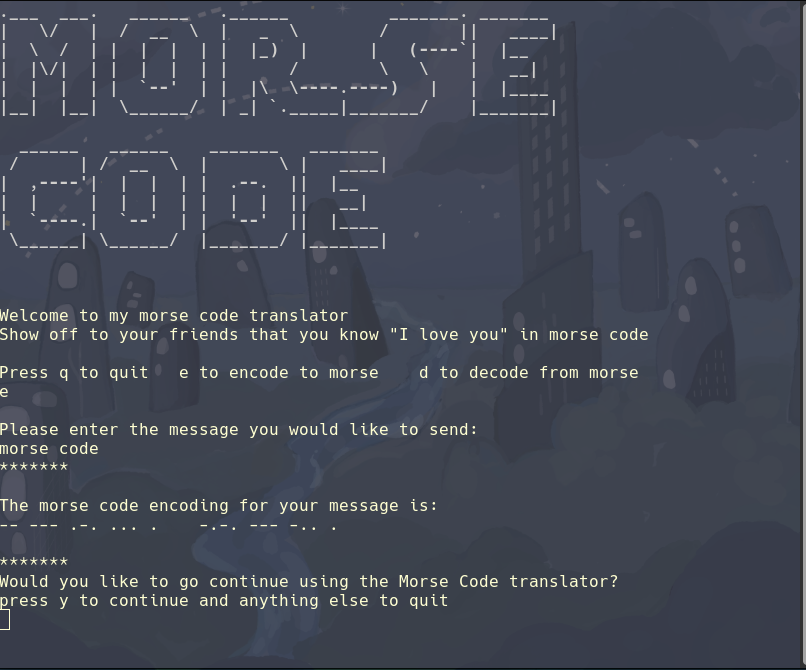 MORSE
CODE
Welcome to my morse code translator
Show off to your friends that you know "I love you" in morse code
Press q to quit   e to encode to morse    d to decode from morse
e
Please enter the message you would like to send:
morse code
*******
The morse code encoding for your message is:
-- --- .-. ... .    -.-. --- -.. .
*******
Would you like to go continue using the Morse Code translator?
press y to continue and anything else to quit